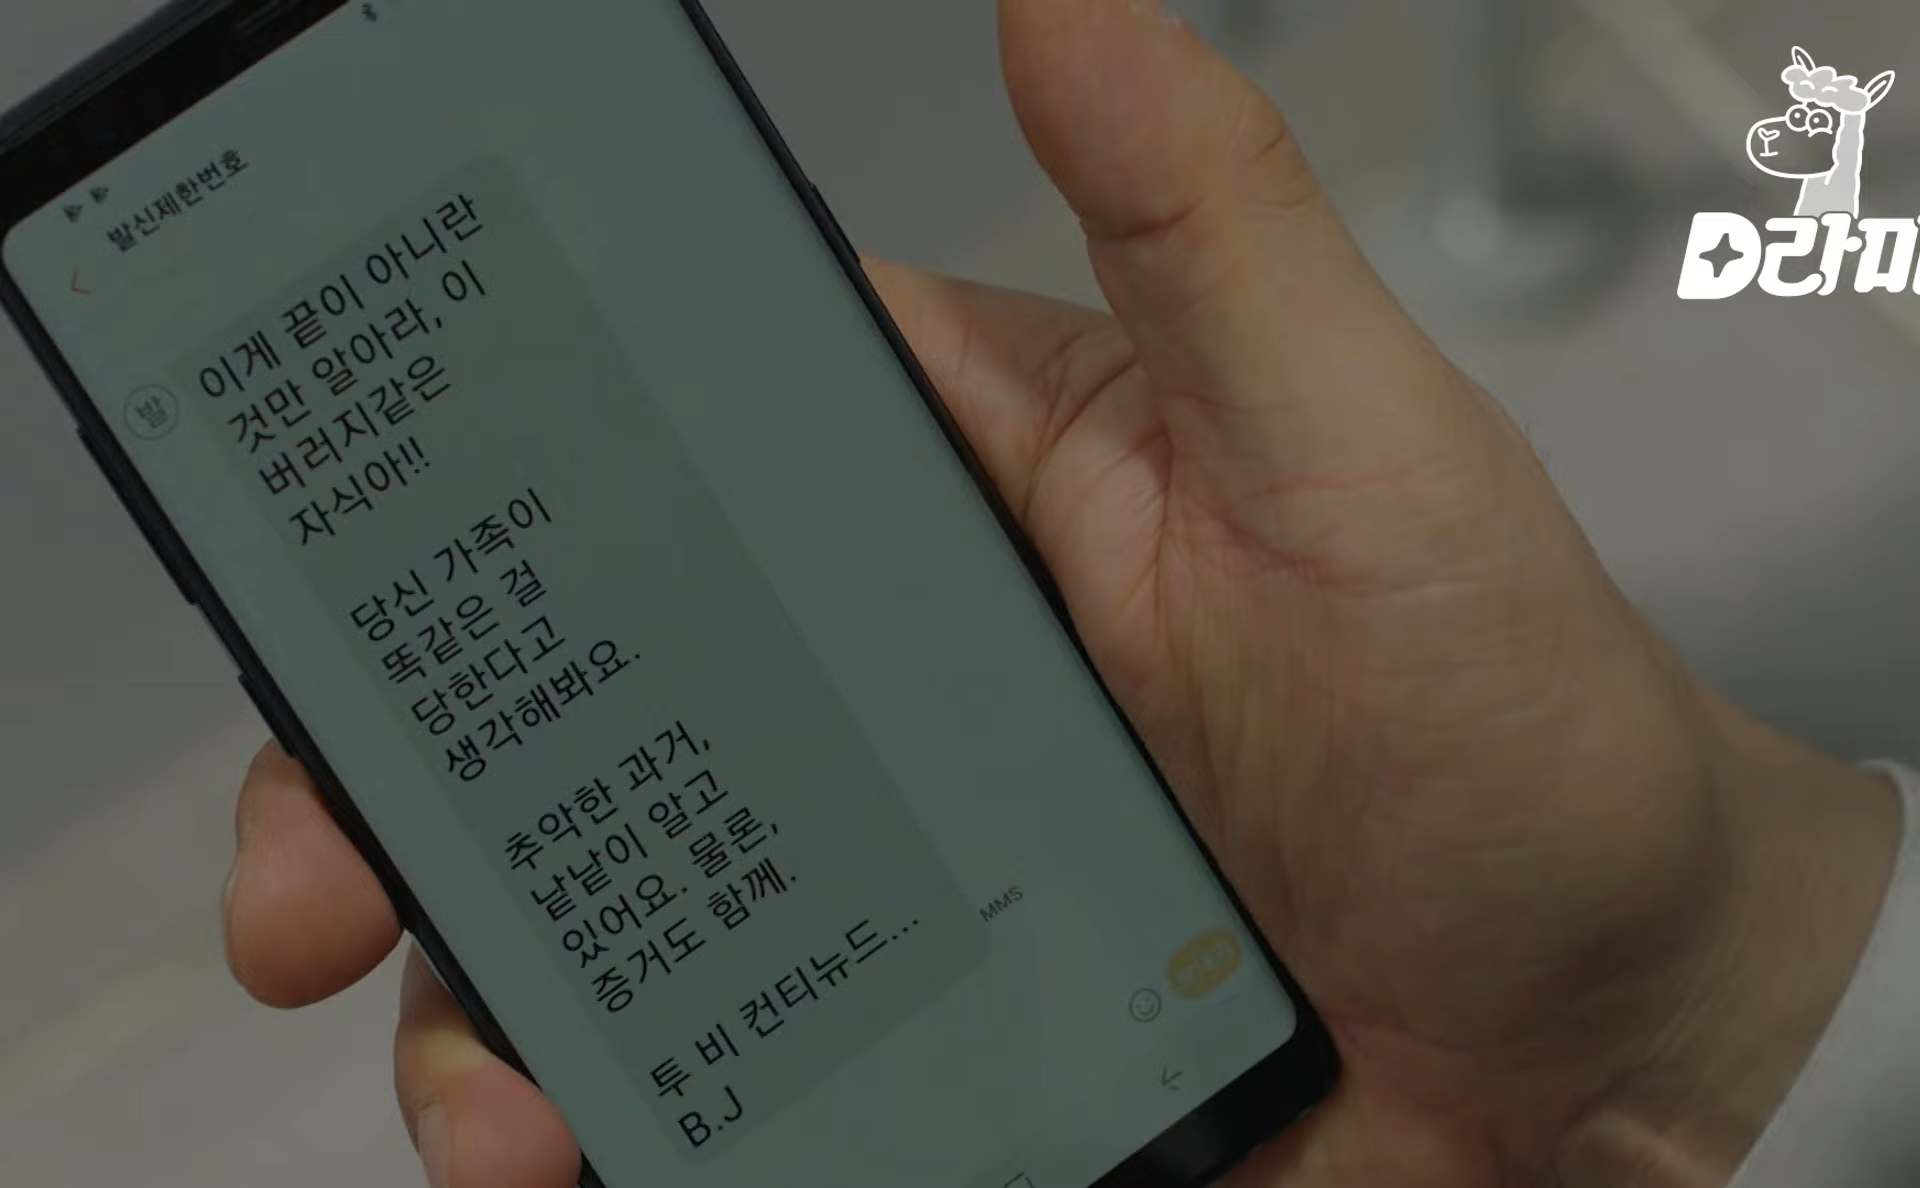 발신제한번호
발
이게 끝이 아니란
것만 알아라, 이
버러지같은
자식아!!
당신 가족이
똑같은 걸
당한다고
생각해봐요.
추악한 과거,
낱낱이 알고
있어요. 물론,
증거도 함께.
투 비 컨티뉴드...
B.J
MMS
D라마